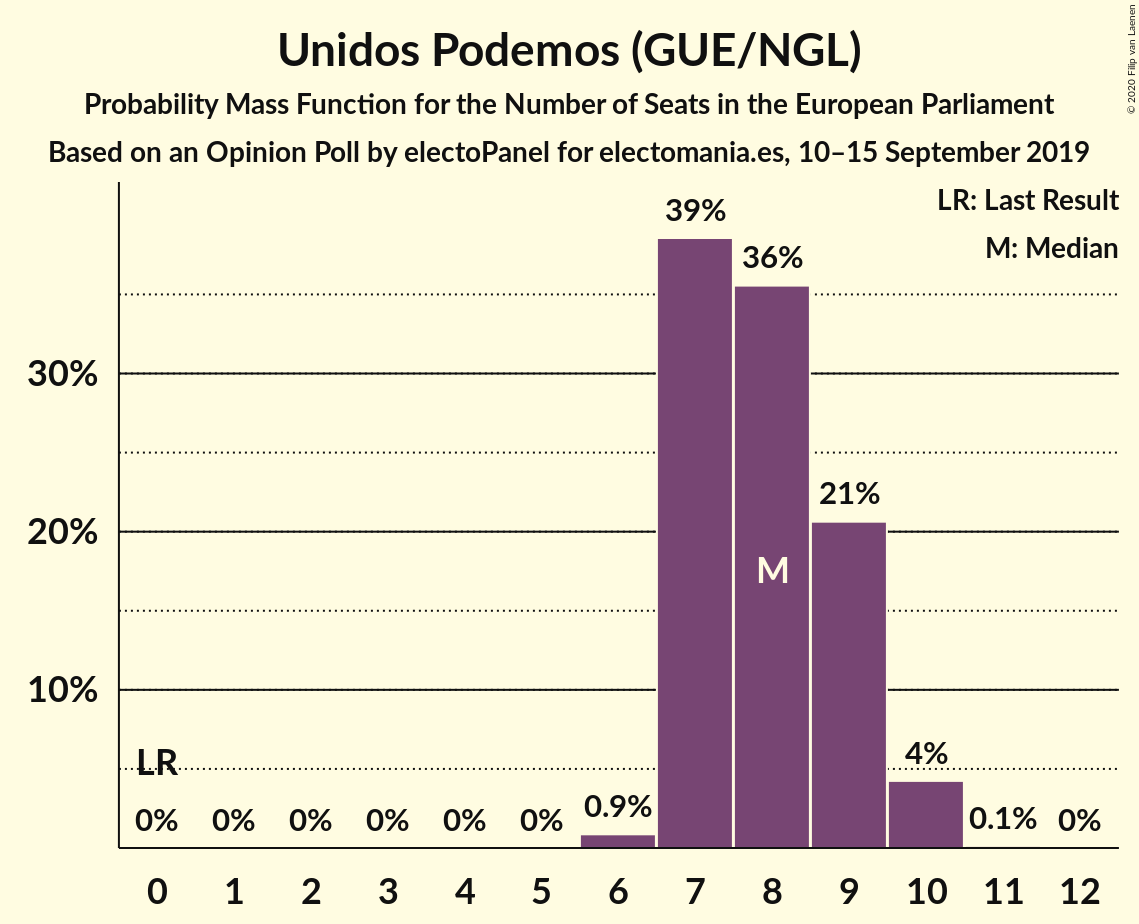 Unidos Podemos (GUE/NGL)
Probability Mass Function for the Number of Seats in the European Parliament
Based on an Opinion Poll by electoPanel for electomania.es, 10–15 September 2019
© 2020 Filip van Laenen
LR: Last Result
M: Median
39%
36%
30%
21%
20%
M
10%
LR
4%
0% 0% 0% 0% 0% 0% 0.9% 0.1% 0%
0 1 2 3 4 5 6 7 8 9 10 11 12